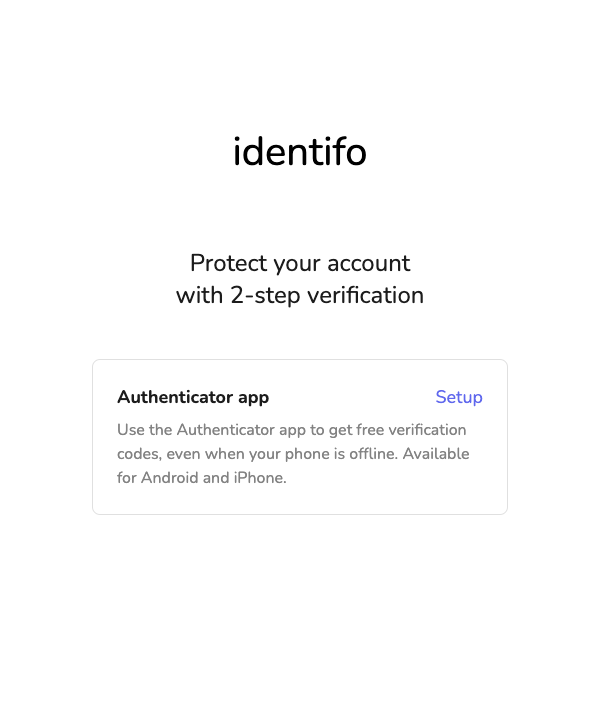 identifo
Protect your account
with 2-step verification
Authenticator app
Setup
Use the Authenticator app to get free verification
codes, even when your phone is offline. Available
for Android and iPhone.